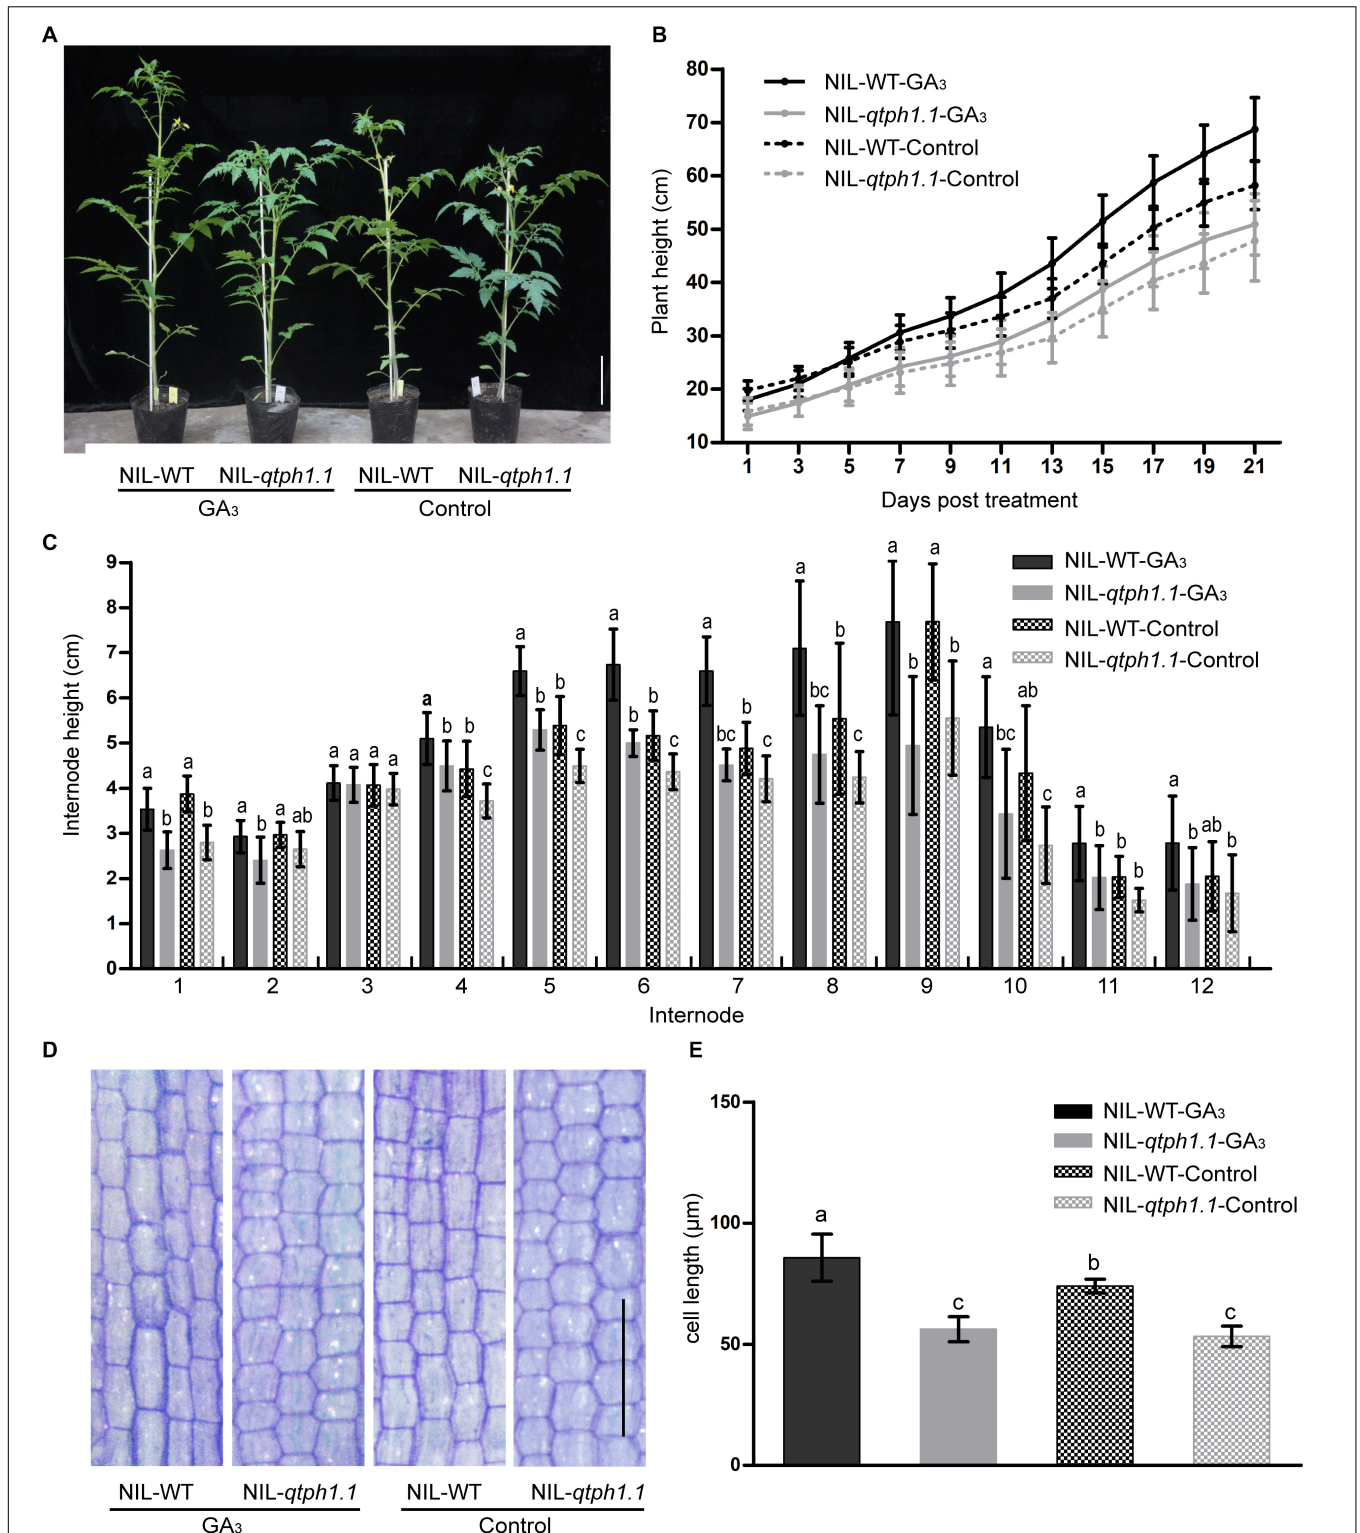 A
NIL-WT NIL-qtph1.1 NIL-WT NIL-qtph1.1
GA3 Control
B
Plant height (cm)
80
70
60
50
40
30
20
10
NIL-WT-GA3
NIL-qtph1.1-GA3
NIL-WT-Control
NIL-qtph1.1-Control
1 3 5 7 9 11 13 15 17 19 21
Days post treatment
C
Internode height (cm)
9
8
7
6
5
4
3
2
1
0
NIL-WT-GA3
NIL-qtph1.1-GA3
NIL-WT-Control
NIL-qtph1.1-Control
a b a b
a b a ab
a a a a
a b b c
a b b c
a b b c
a bc b c
a bc b c
a b a b
a bc ab c
a b b b
a b ab b
1 2 3 4 5 6 7 8 9 10 11 12
Internode
D
NIL-WT NIL-qtph1.1 NIL-WT NIL-qtph1.1
GA3 Control
E
cell length (μm)
150
100
50
0
NIL-WT-GA3
NIL-qtph1.1-GA3
NIL-WT-Control
NIL-qtph1.1-Control
a c b c